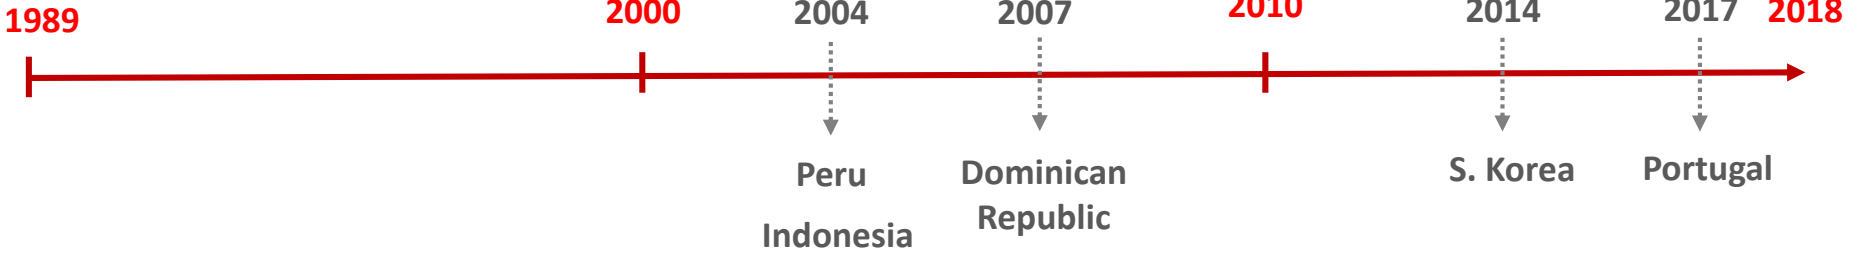 1989 2000 2004 2007 2010 2014 2017 2018
Peru
Indonesia
Dominican
Republic
S. Korea
Portugal